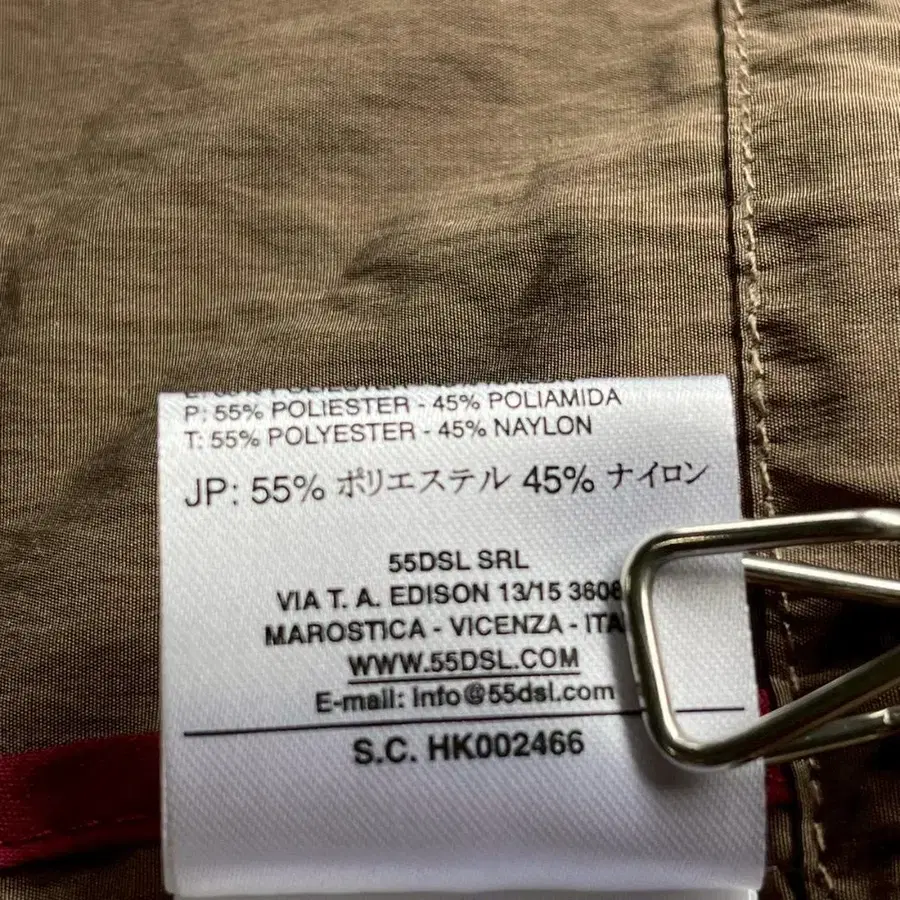 P: 55% POLIESTER - 45% POLIAMIDA
T: 55% POLYESTER - 45% NAYLON
JP: 55% ポリエステル 45% ナイロン
55DSL SRL
VIA T. A. EDISON 13/15
MAROSTICA - VICENZA -
WWW.55DSL.COM
E-mail: info@55dsl.com
S.C. HK002466